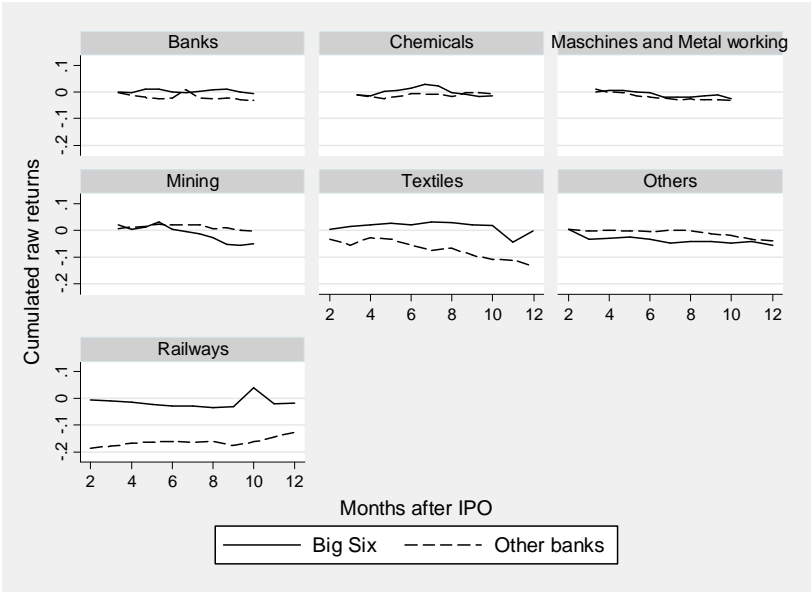 Banks
Chemicals
Maschines and Metal working
.1
0
-.1
-.2
Mining
Textiles
Others
.1
0
-.1
-.2
2 4 6 8 10 12
2 4 6 8 10 12
Railways
.1
0
-.1
-.2
2 4 6 8 10 12
Cumulated raw returns
Months after IPO
Big Six
Other banks